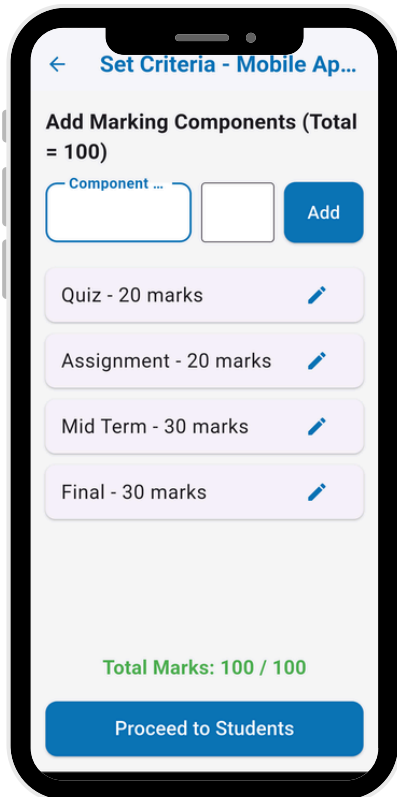 Set Criteria - Mobile Ap...
Add Marking Components (Total
= 100)
Component ...
Add
Quiz - 20 marks
Assignment - 20 marks
Mid Term - 30 marks
Final - 30 marks
Total Marks: 100 / 100
Proceed to Students